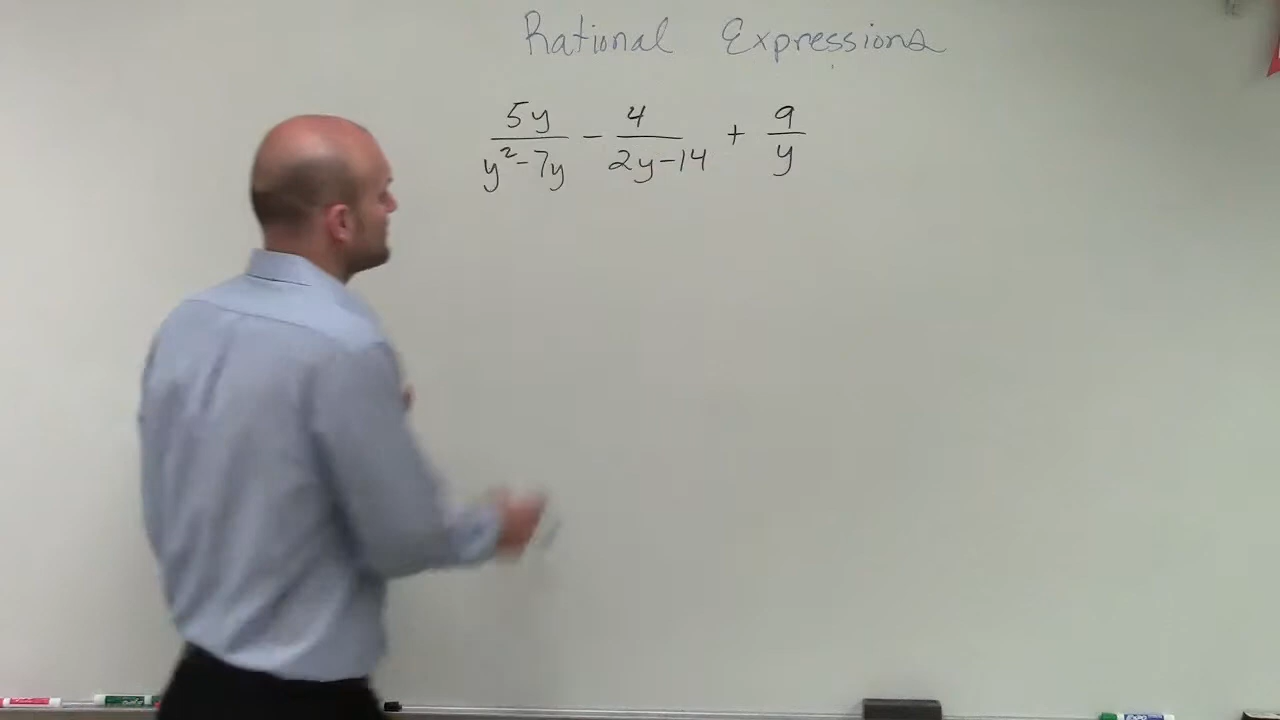 Rational Expressions
5y/(y²-7y) - 4/(2y-14) + 9/y